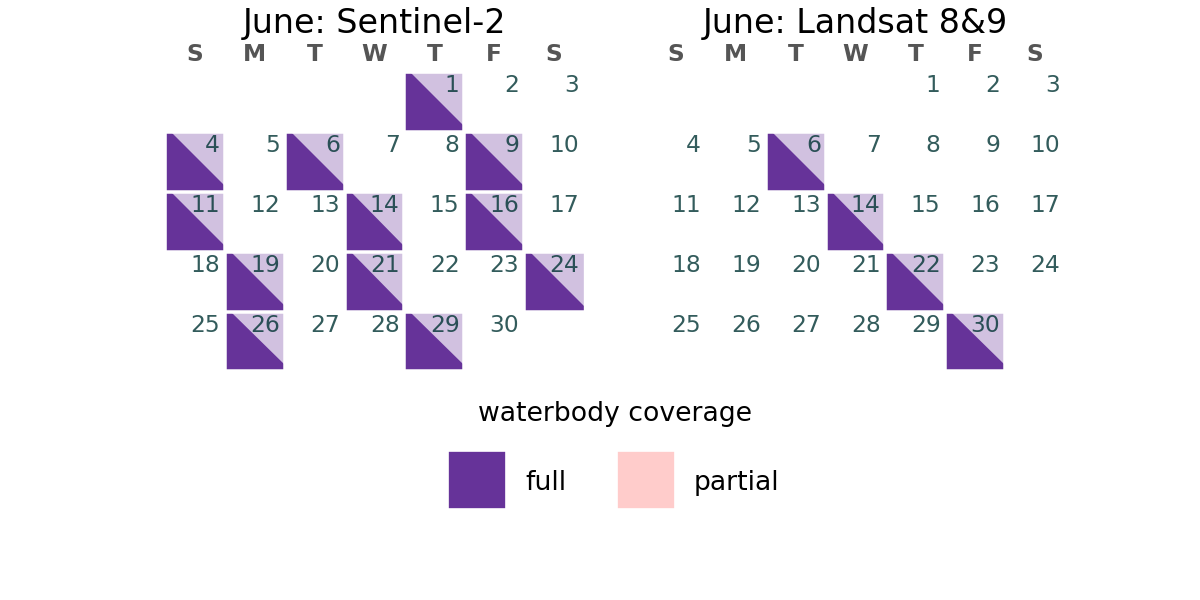 June: Sentinel-2
S M T W T F S
1 2 3
4 5 6 7 8 9 10
11 12 13 14 15 16 17
18 19 20 21 22 23 24
25 26 27 28 29 30
June: Landsat 8&9
S M T W T F S
1 2 3
4 5 6 7 8 9 10
11 12 13 14 15 16 17
18 19 20 21 22 23 24
25 26 27 28 29 30
waterbody coverage
full partial